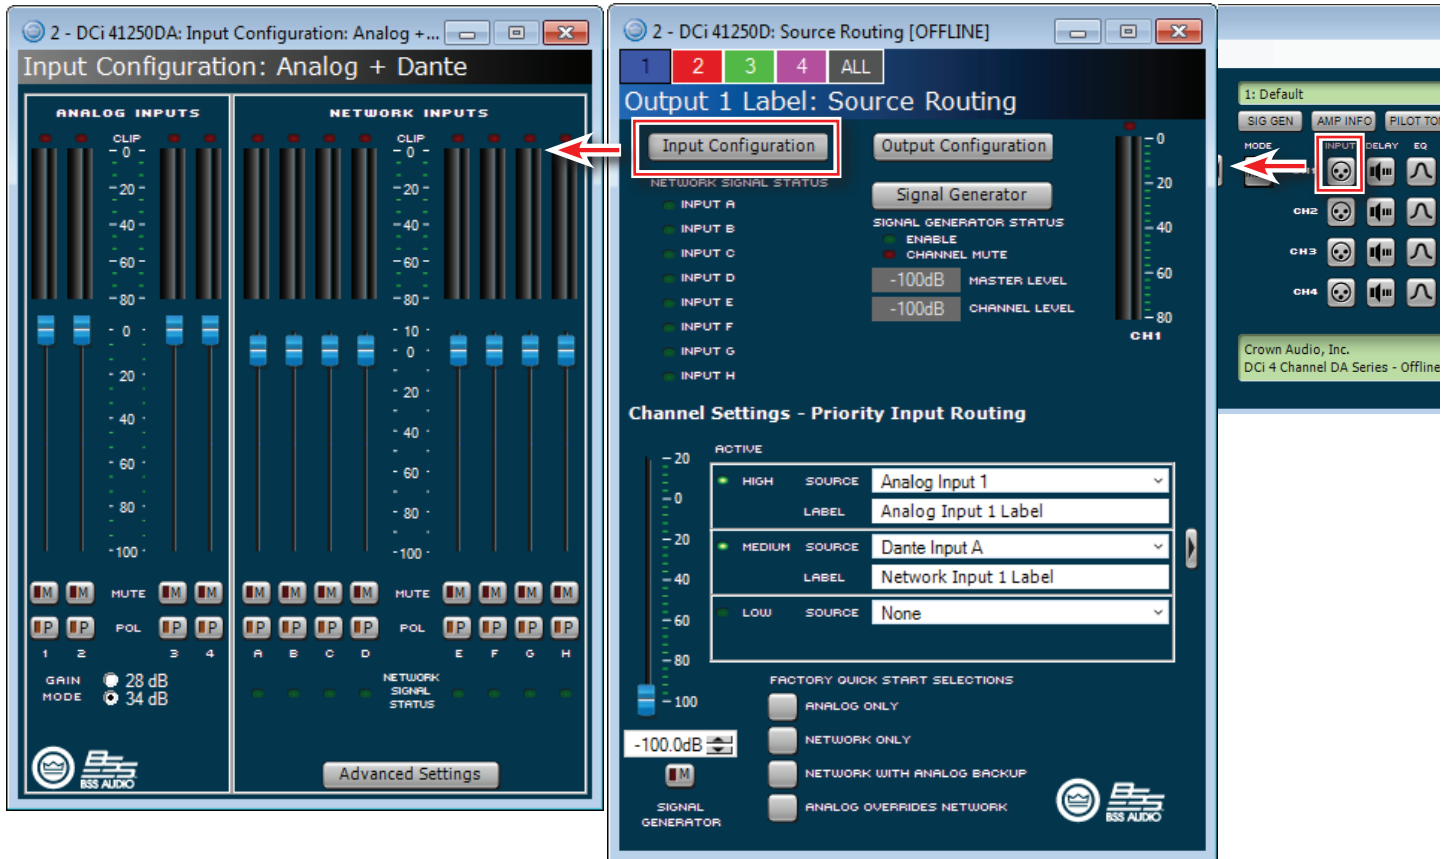 2 - DCi 41250DA: Input Configuration: Analog +...
Input Configuration: Analog + Dante
ANALOG INPUTS
NETWORK INPUTS
CLIP
CLIP
- 0 -
- 0 -
-20 -
-20 -
-40 -
-40 -
-60 -
-60 -
-80 -
-80 -
- 0 -
- 10 -
- 0 -
- 20 -
- 20 -
- 40 -
- 40 -
- 60 -
- 60 -
- 80 -
- 80 -
-100 -
-100 -
M M MUTE M M
M M M M MUTE M M M M
P P POL P P
P P P P POL P P P P
1 2 3 4
A B C D E F G H
GAIN MODE
28 dB
34 dB
NETWORK
SIGNAL
STATUS
BSS AUDIO
Advanced Settings
2 - DCi 41250D: Source Routing [OFFLINE]
1 2 3 4 ALL
Output 1 Label: Source Routing
Input Configuration
Output Configuration
NETWORK SIGNAL STATUS
INPUT A
INPUT B
INPUT C
INPUT D
INPUT E
INPUT F
INPUT G
INPUT H
Signal Generator
SIGNAL GENERATOR STATUS
ENABLE
CHANNEL MUTE
-100dB MASTER LEVEL
-100dB CHANNEL LEVEL
0
20
40
60
80
CH1
Channel Settings - Priority Input Routing
ACTIVE
20
0
20
40
60
80
100
HIGH SOURCE Analog Input 1
LABEL Analog Input 1 Label
MEDIUM SOURCE Dante Input A
LABEL Network Input 1 Label
LOW SOURCE None
FACTORY QUICK START SELECTIONS
ANALOG ONLY
NETWORK ONLY
NETWORK WITH ANALOG BACKUP
ANALOG OVERRIDES NETWORK
-100.0dB
M
SIGNAL
GENERATOR
BSS AUDIO
1: Default
SIG GEN AMP INFO PILOT TO
MODE INPUT DELAY EQ
CH1
CH2
CH3
CH4
Crown Audio, Inc.
DCi 4 Channel DA Series - Offline